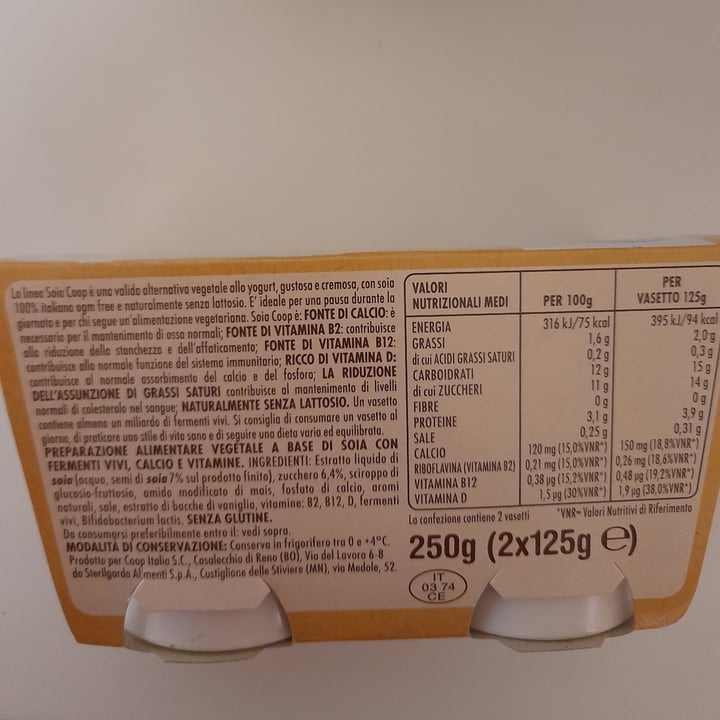 La linea Soia Coop è una valida alternativa vegetale allo yogurt, gustosa e cremosa, con soia
100% italiana ogm free e naturalmente senza lattosio. E' ideale per una pausa durante la
giornata e per chi segue un'alimentazione vegetariana. Soia Coop è: FONTE DI CALCIO: è
necessario per il mantenimento di ossa normali; FONTE DI VITAMINA B2: contribuisce
alla riduzione della stanchezza e dell'affaticamento; FONTE DI VITAMINA B12:
contribuisce alla normale funzione del sistema immunitario; RICCO DI VITAMINA D:
contribuisce al normale assorbimento del calcio e del fosforo; LA RIDUZIONE
DELL'ASSUNZIONE DI GRASSI SATURI contribuisce al mantenimento di livelli
normali di colesterolo nel sangue; NATURALMENTE SENZA LATTOSIO. Un vasetto
contiene almeno un miliardo di fermenti vivi. Si consiglia di consumare un vasetto al
giorno, di praticare uno stile di vita sano e di seguire una dieta varia ed equilibrata.
PREPARAZIONE ALIMENTARE VEGETALE A BASE DI SOIA CON
FERMENTI VIVI, CALCIO E VITAMINE. INGREDIENTI: Estratto liquido di
soia (acqua, semi di soia 7% sul prodotto finito), zucchero 6,4%, sciroppo di
glucosio-fruttosio, amido modificato di mais, fosfato di calcio, aromi
naturali, sale, estratto di bacche di vaniglia, vitamine: B2, B12, D, fermenti
vivi, Bifidobacterium lactis. SENZA GLUTINE.
Da consumarsi preferibilmente entro il: vedi sopra.
MODALITÀ DI CONSERVAZIONE: Conserva in frigorifero tra 0 e +4°C.
Prodotto per Coop Italia S.C., Casalecchio di Reno (BO), Via del Lavoro 6-8
da Sterilgarda Alimenti S.p.A., Castiglione delle Stiviere (MN), via Medole, 52.
VALORI NUTRIZIONALI MEDI PER 100g PER VASETTO 125g
ENERGIA 316 kJ/75 kcal 395 kJ/94 kcal
GRASSI 1,6 g 2,0 g
di cui ACIDI GRASSI SATURI 0,2 g 0,3 g
CARBOIDRATI 12 g 15 g
di cui ZUCCHERI 11 g 14 g
FIBRE 0 g 0 g
PROTEINE 3,1 g 3,9 g
SALE 0,25 g 0,31 g
CALCIO 120 mg (15,0%VNR*) 150 mg (18,8%VNR*)
RIBOFLAVINA (VITAMINA B2) 0,21 mg (15,0%VNR*) 0,26 mg (18,6%VNR*)
VITAMINA B12 0,38 µg (15,2%VNR*) 0,48 µg (19,2%VNR*)
VITAMINA D 1,5 µg (30%VNR*) 1,9 µg (38,0%VNR*)
La confezione contiene 2 vasetti *VNR= Valori Nutritivi di Riferimento
250g (2x125g ℮)
IT
03 74
CE